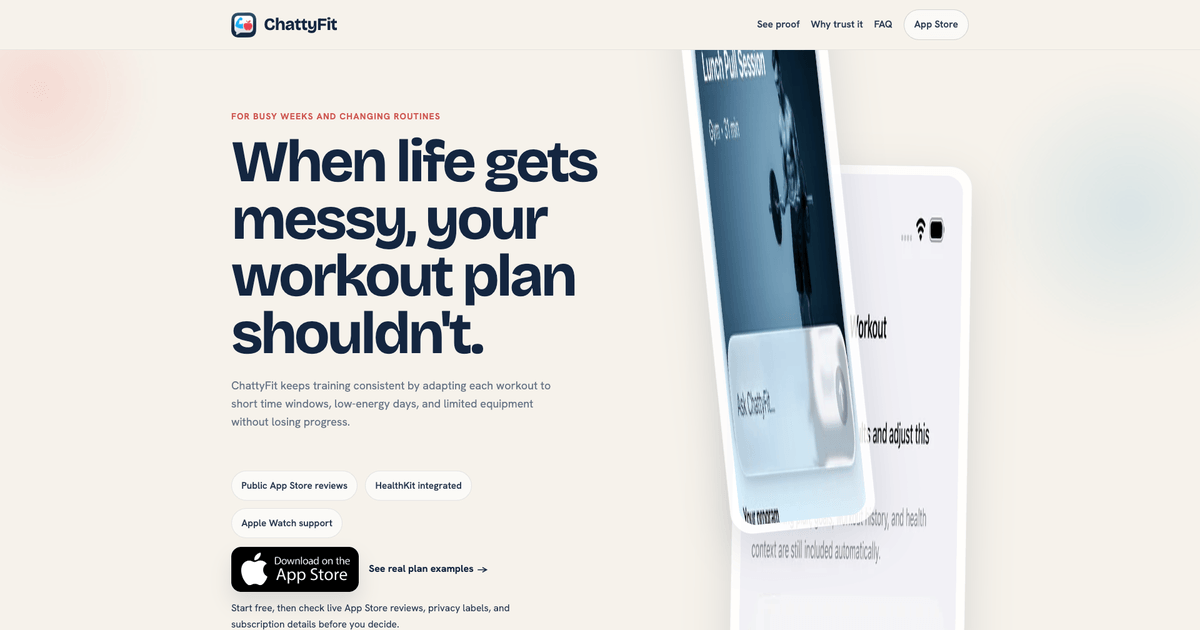 ChattyFit
See proof
Why trust it
FAQ
App Store
FOR BUSY WEEKS AND CHANGING ROUTINES
When life gets
messy, your
workout plan
shouldn't.
ChattyFit keeps training consistent by adapting each workout to
short time windows, low-energy days, and limited equipment
without losing progress.
Public App Store reviews
HealthKit integrated
Apple Watch support
Download on the
App Store
See real plan examples →
Start free, then check live App Store reviews, privacy labels, and
subscription details before you decide.
Lunch Pull Session
Gym • 31 min
Ask ChattyFit...
Your program
Workout
and adjust this
history, and health
context are still included automatically.